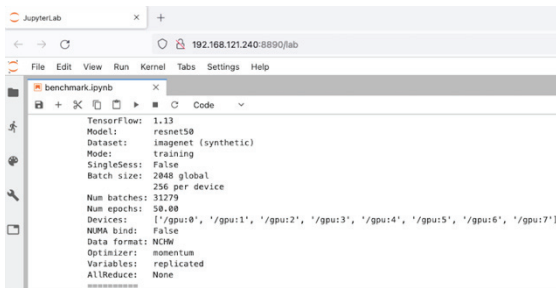 JupyterLab
192.168.121.240:8890/lab
File Edit View Run Kernel Tabs Settings Help
benchmark.ipynb
Code
TensorFlow: 1.13
Model: resnet50
Dataset: imagenet (synthetic)
Mode: training
SingleSess: False
Batch size: 2048 global
256 per device
Num batches: 31279
Num epochs: 50.00
Devices: ['/gpu:0', '/gpu:1', '/gpu:2', '/gpu:3', '/gpu:4', '/gpu:5', '/gpu:6', '/gpu:7']
NUMA bind: False
Data format: NCHW
Optimizer: momentum
Variables: replicated
AllReduce: None
==========